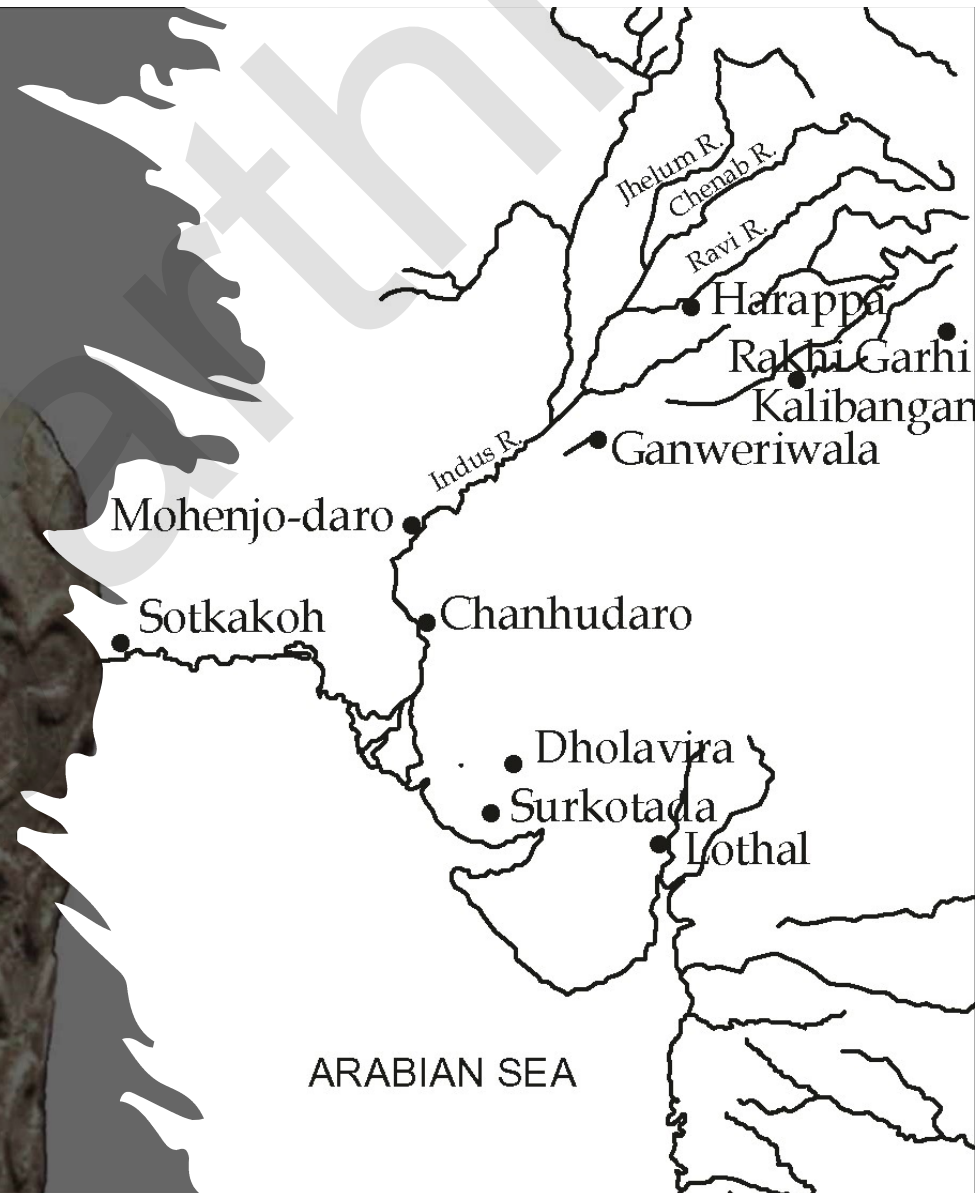 Jhelum R.
Chenab R.
Ravi R.
Harappa
Rakhi Garhi
Kalibangan
Indus R.
Ganweriwala
Mohenjo-daro
Sotkakoh
Chanhudaro
Dholavira
Surkotada
Lothal
ARABIAN SEA